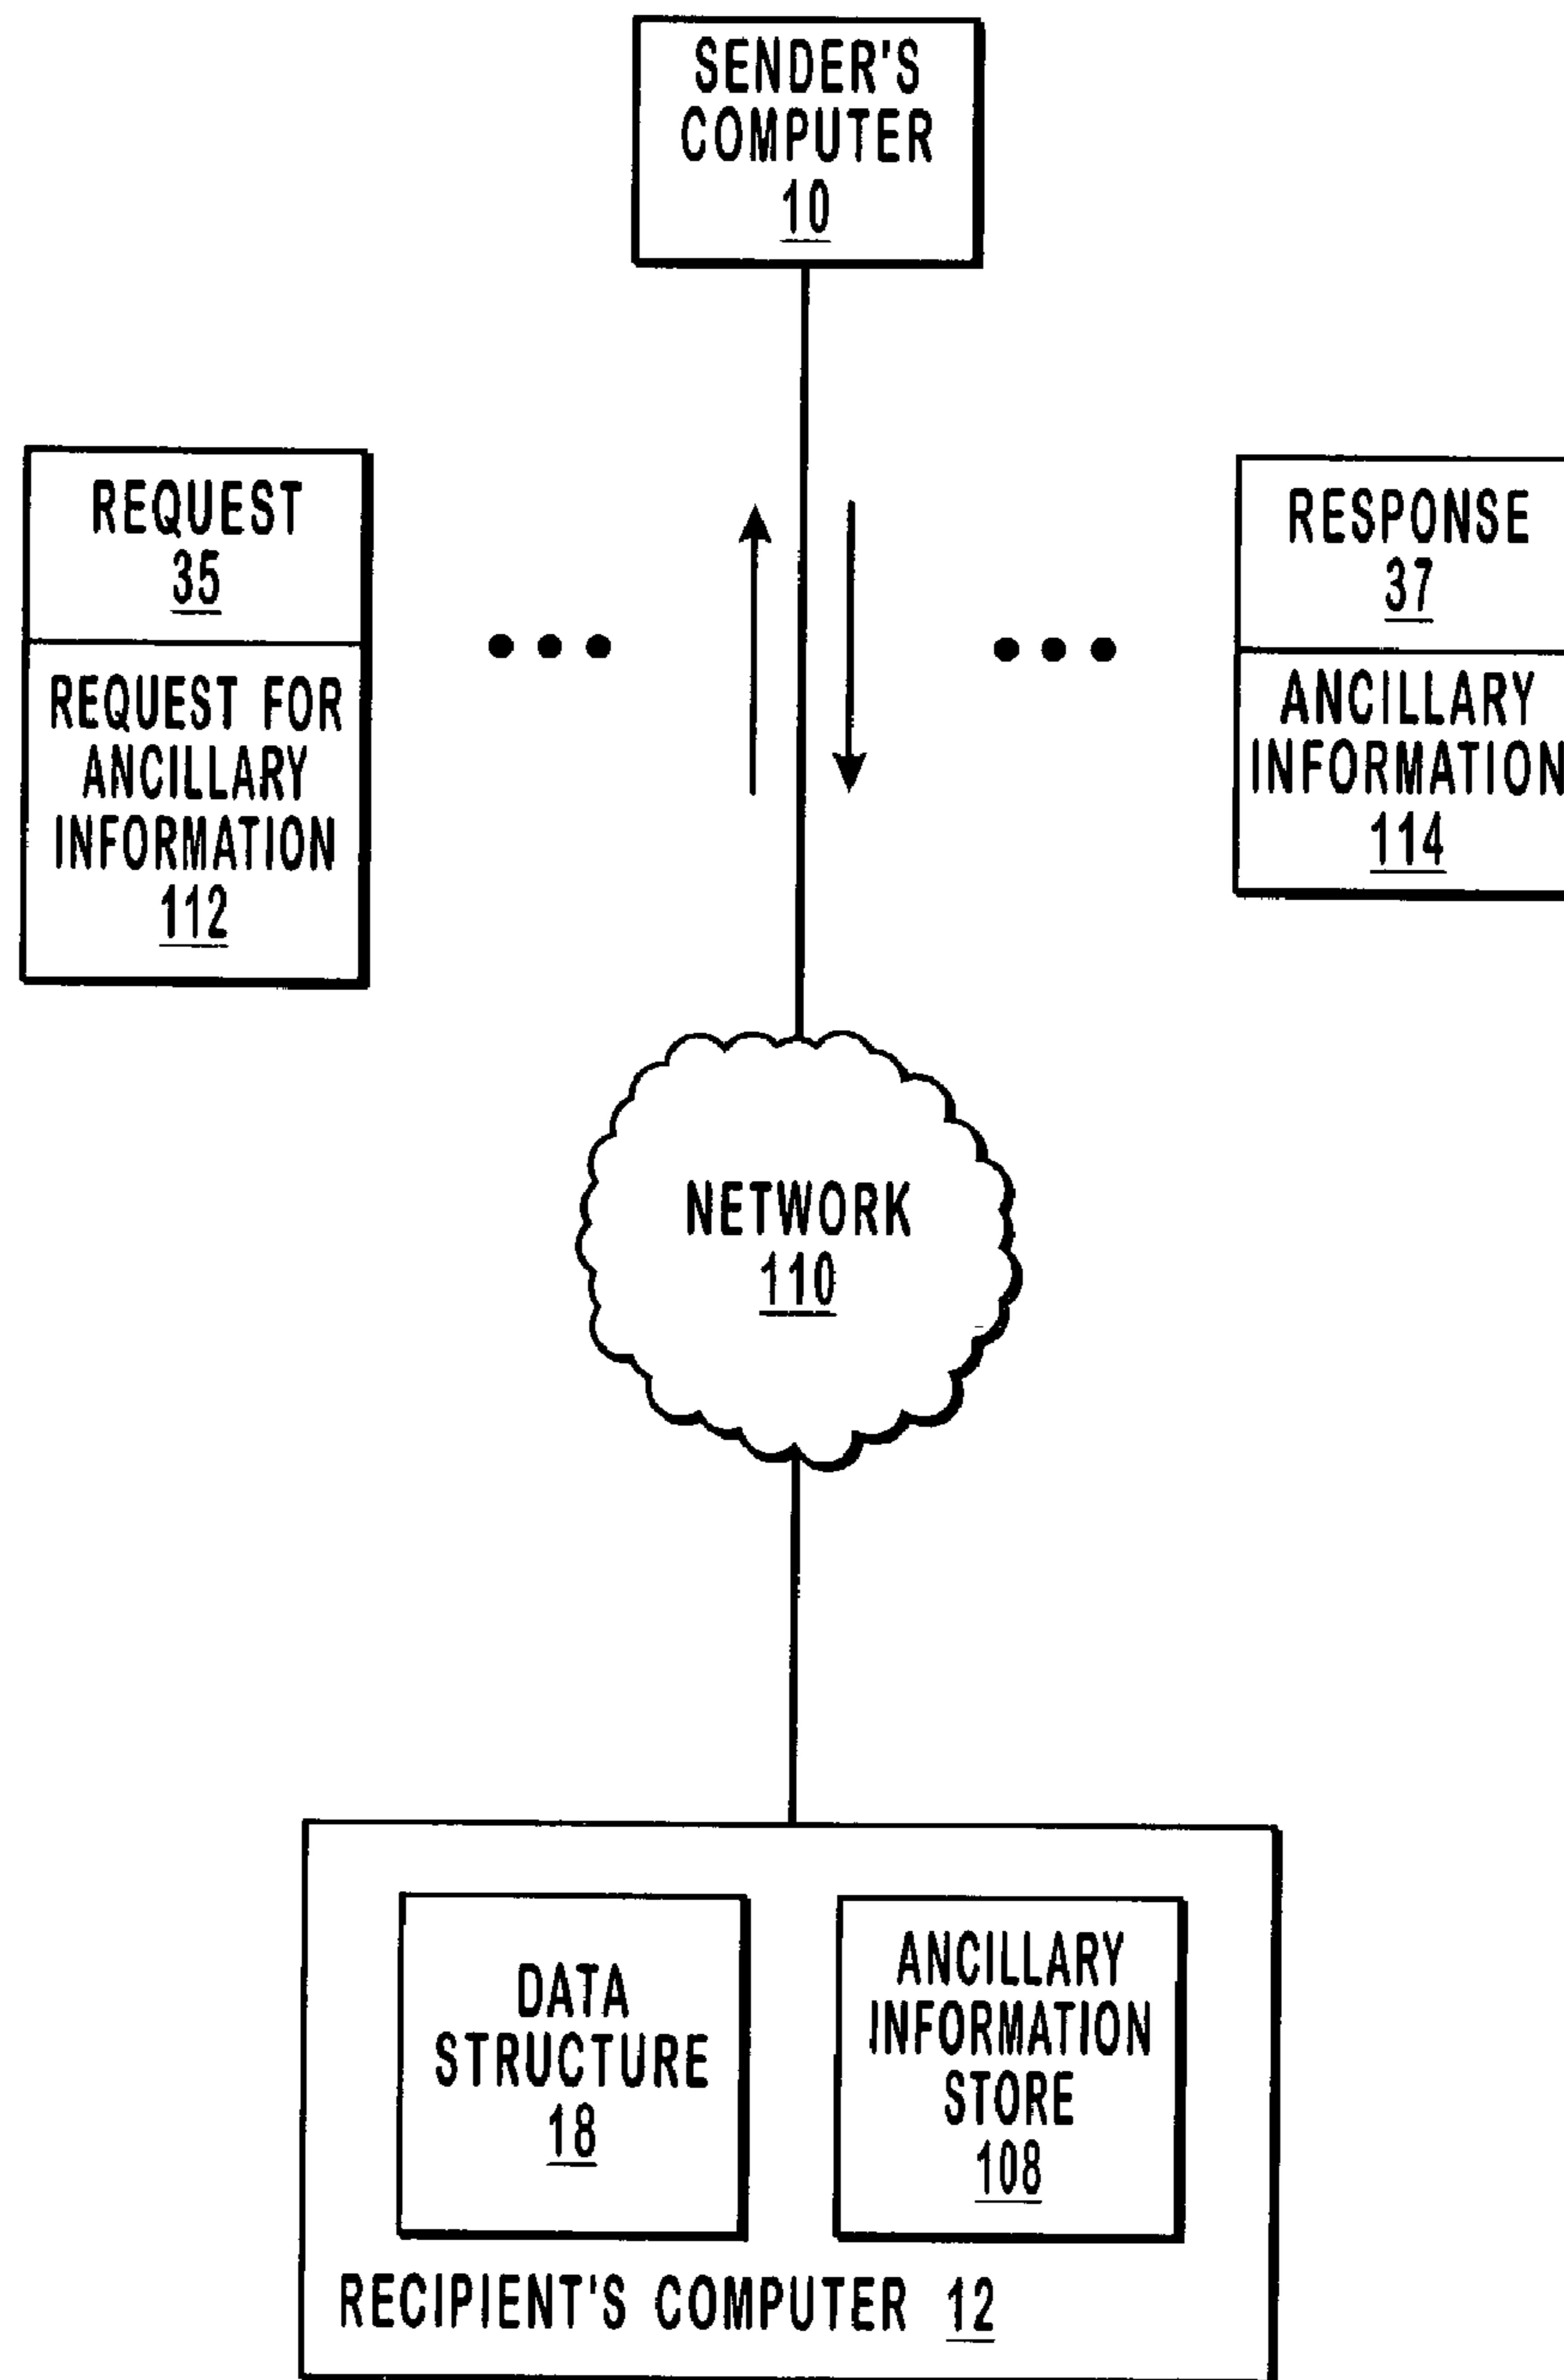 SENDER'S
COMPUTER
10
REQUEST
35
REQUEST FOR
ANCILLARY
INFORMATION
112
RESPONSE
37
ANCILLARY
INFORMATION
114
NETWORK
110
DATA
STRUCTURE
18
ANCILLARY
INFORMATION
STORE
108
RECIPIENT'S COMPUTER 12